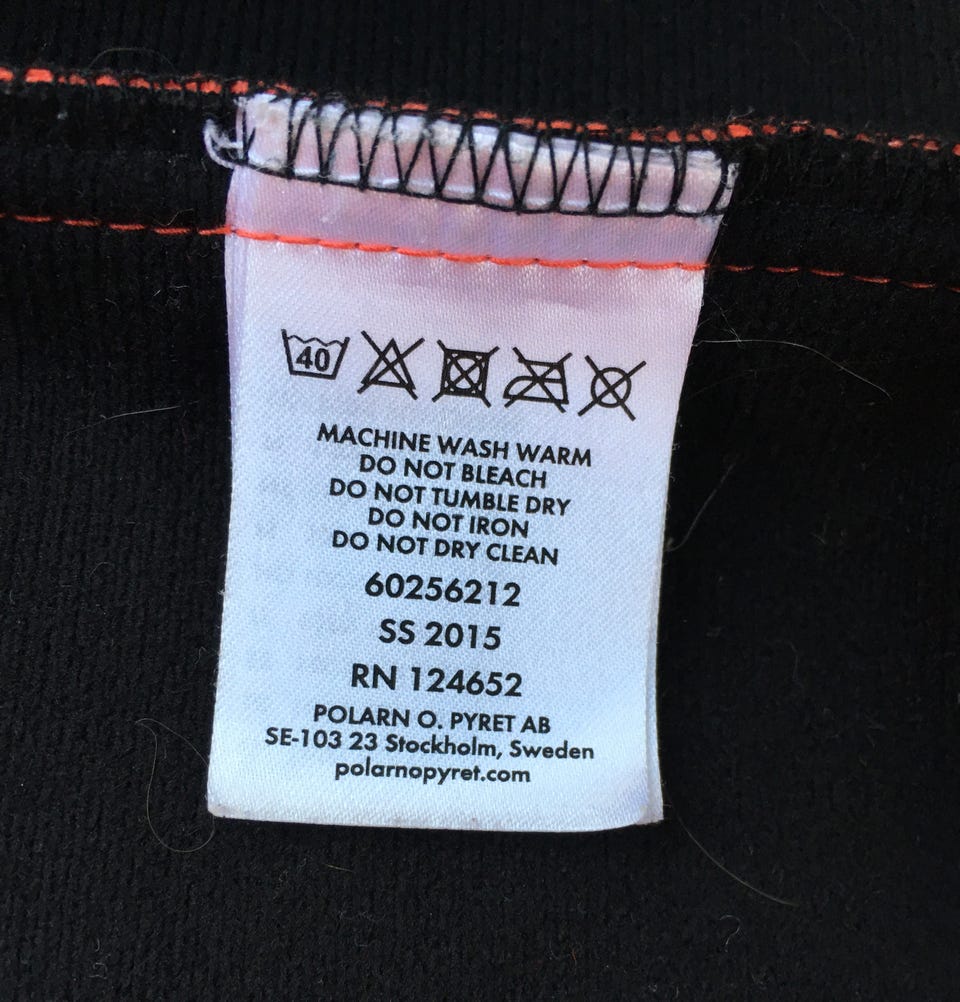 40
MACHINE WASH WARM
DO NOT BLEACH
DO NOT TUMBLE DRY
DO NOT IRON
DO NOT DRY CLEAN
60256212
SS 2015
RN 124652
POLARN O. PYRET AB
SE-103 23 Stockholm, Sweden
polarnopyret.com